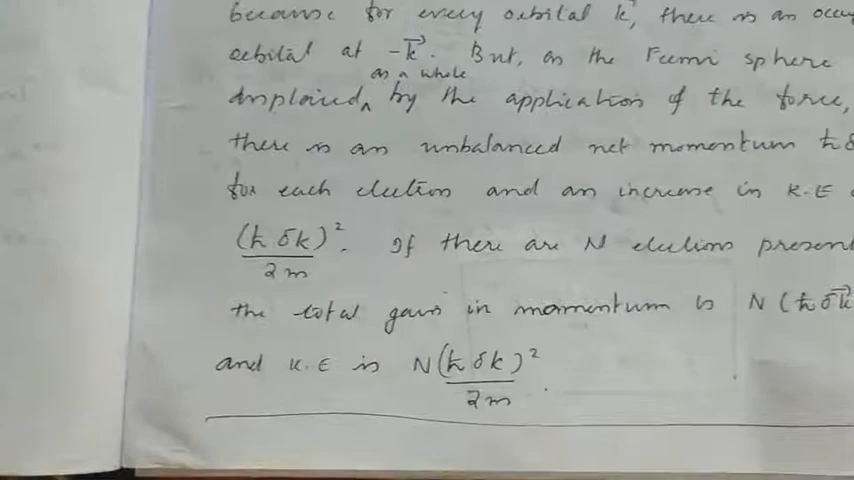 because for every orbital k⃗, there is an occu
orbital at -k⃗. But, as the Fermi sphere
as a whole
displaced by the application of the force,
there is an unbalanced net momentum ħδ
for each electron and an increase in K.E
(ħ δk)²/2m. If there are N electrons present
the total gain in momentum is N(ħδk⃗
and K.E is N(ħ δk)²/2m.